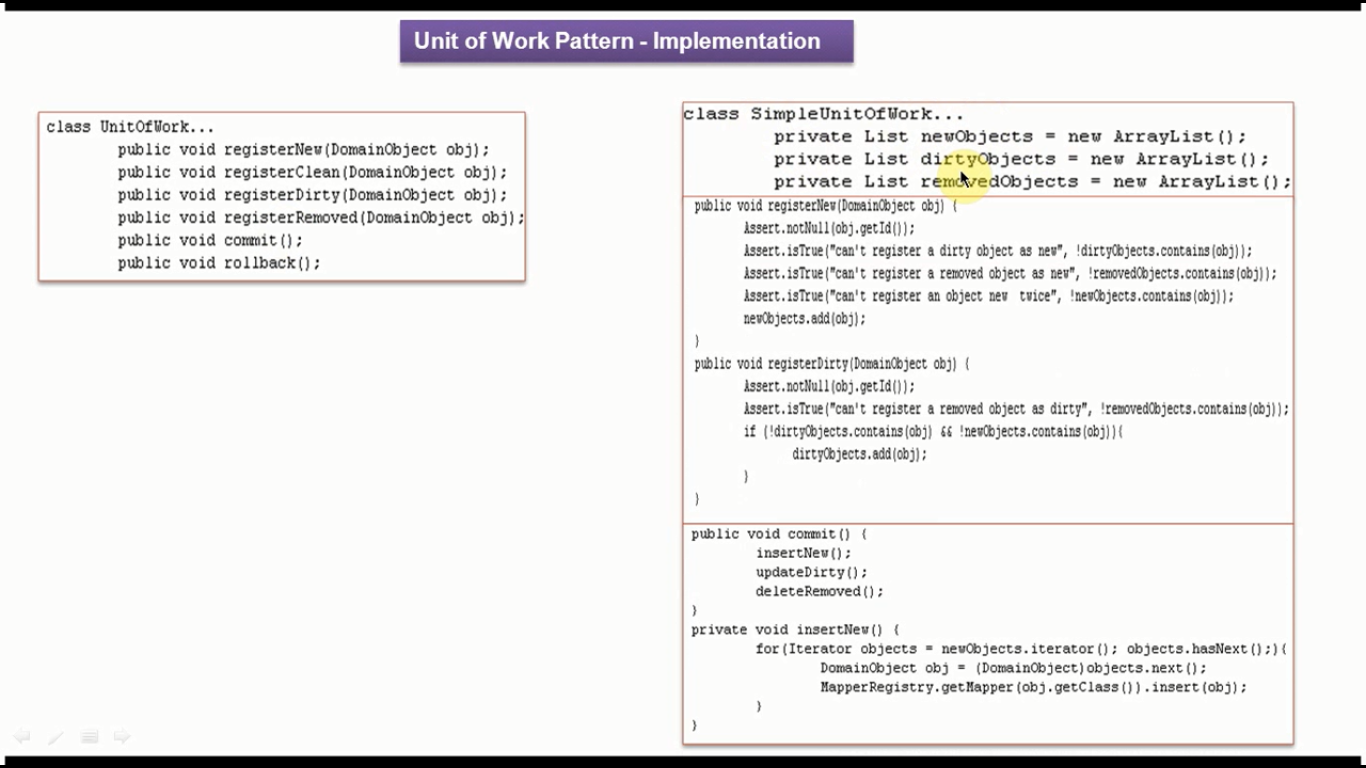 Unit of Work Pattern - Implementation
class UnitOfWork...
public void registerNew(DomainObject obj);
public void registerClean(DomainObject obj);
public void registerDirty(DomainObject obj);
public void registerRemoved(DomainObject obj);
public void commit();
public void rollback();
class SimpleUnitOfWork...
private List newObjects = new ArrayList();
private List dirtyObjects = new ArrayList();
private List removedObjects = new ArrayList();
public void registerNew(DomainObject obj) {
Assert.notNull(obj.getId());
Assert.isTrue("can't register a dirty object as new", !dirtyObjects.contains(obj));
Assert.isTrue("can't register a removed object as new", !removedObjects.contains(obj));
Assert.isTrue("can't register an object new twice", !newObjects.contains(obj));
newObjects.add(obj);
}
public void registerDirty(DomainObject obj) {
Assert.notNull(obj.getId());
Assert.isTrue("can't register a removed object as dirty", !removedObjects.contains(obj));
if (!dirtyObjects.contains(obj) && !newObjects.contains(obj)){
dirtyObjects.add(obj);
}
}
public void commit() {
insertNew();
updateDirty();
deleteRemoved();
}
private void insertNew() {
for(Iterator objects = newObjects.iterator(); objects.hasNext();){
DomainObject obj = (DomainObject)objects.next();
MapperRegistry.getMapper(obj.getClass()).insert(obj);
}
}